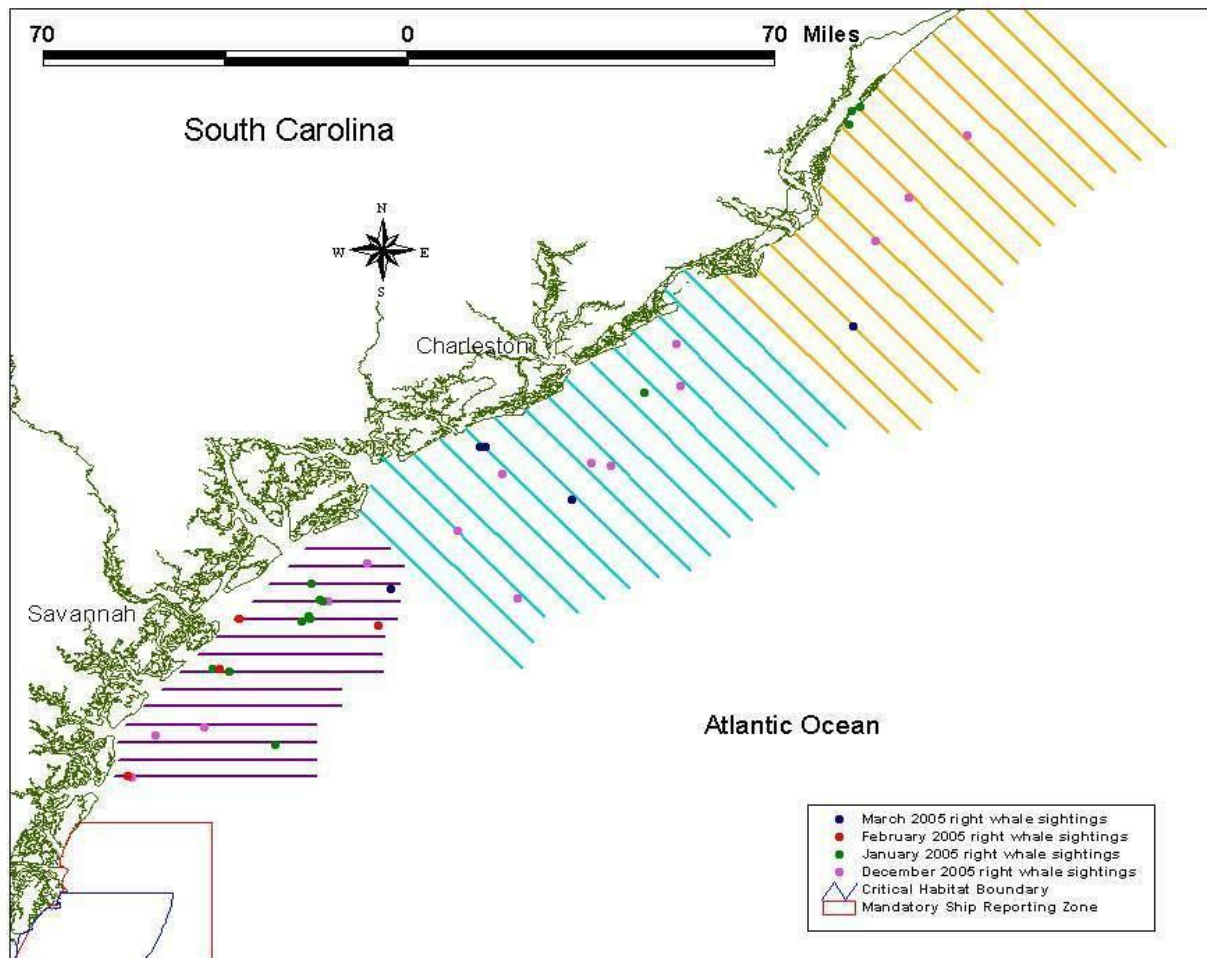 70 0 70 Miles
South Carolina
N
W E
S
Charleston
Savannah
Atlantic Ocean
March 2005 right whale sightings
February 2005 right whale sightings
January 2005 right whale sightings
December 2005 right whale sightings
Critical Habitat Boundary
Mandatory Ship Reporting Zone